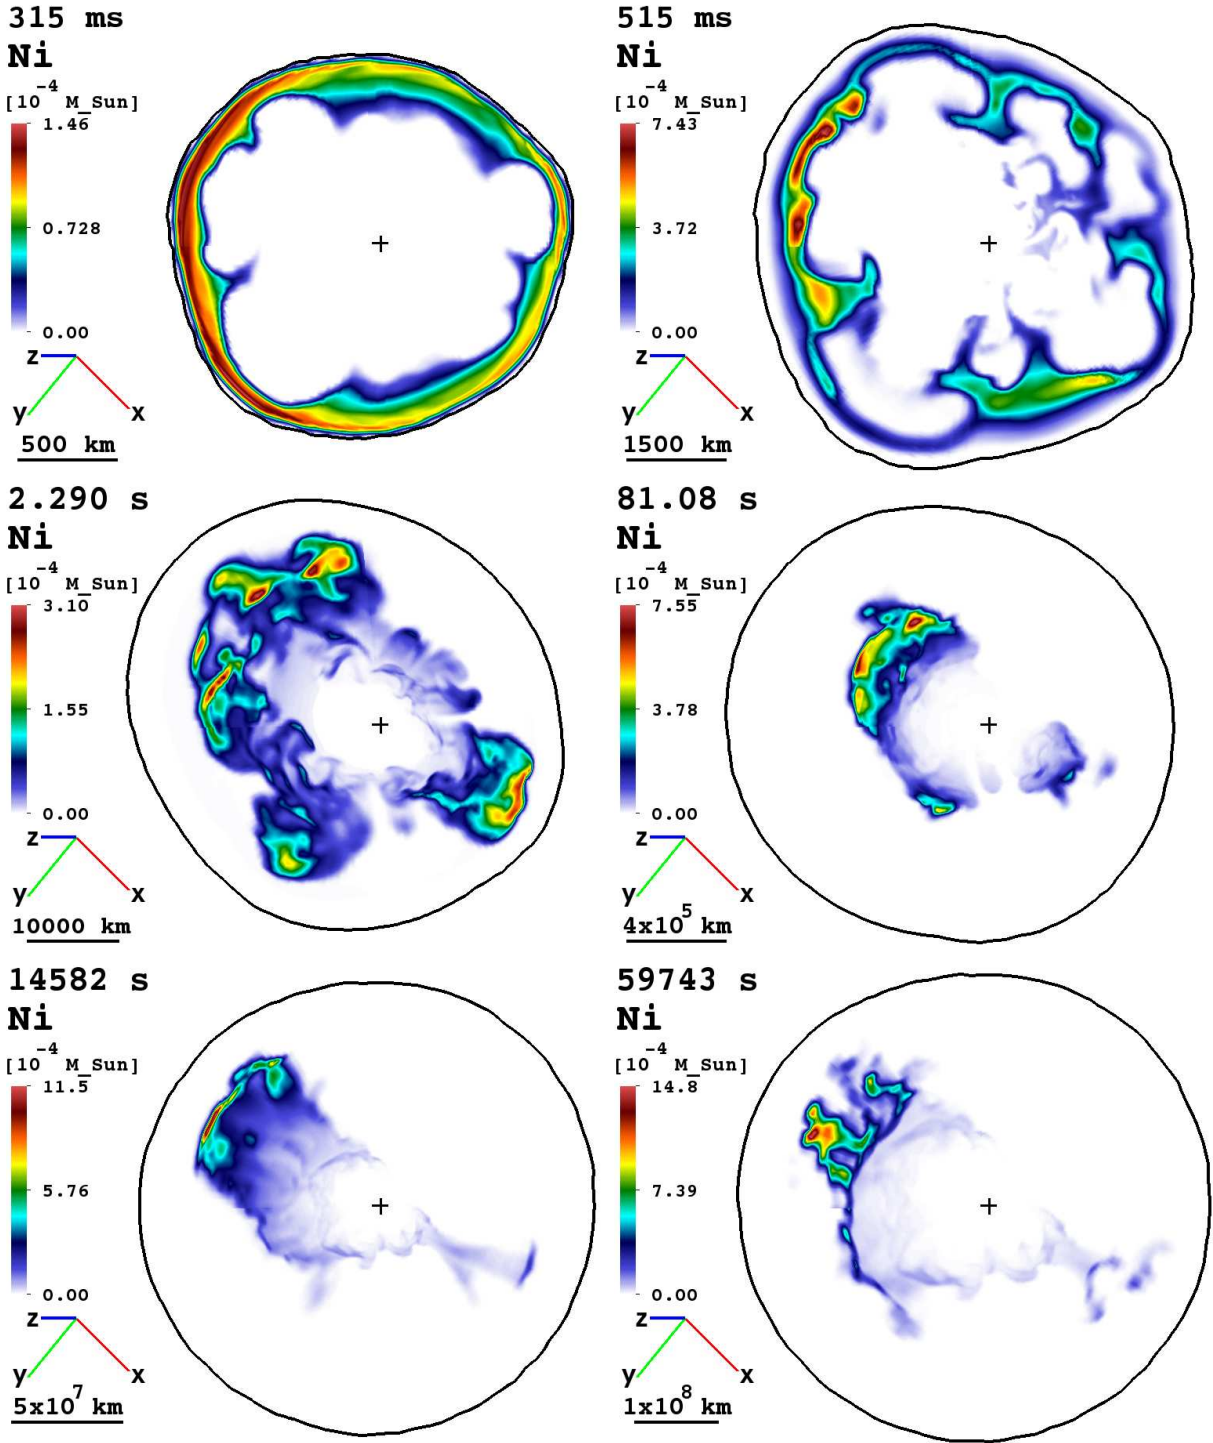 315 ms
Ni
[10^-4 M_Sun]
1.46
0.728
0.00
z
y x
500 km
515 ms
Ni
[10^-4 M_Sun]
7.43
3.72
0.00
z
y x
1500 km
2.290 s
Ni
[10^-4 M_Sun]
3.10
1.55
0.00
z
y x
10000 km
81.08 s
Ni
[10^-4 M_Sun]
7.55
3.78
0.00
z
y x
4x10^5 km
14582 s
Ni
[10^-4 M_Sun]
11.5
5.76
0.00
z
y x
5x10^7 km
59743 s
Ni
[10^-4 M_Sun]
14.8
7.39
0.00
z
y x
1x10^8 km